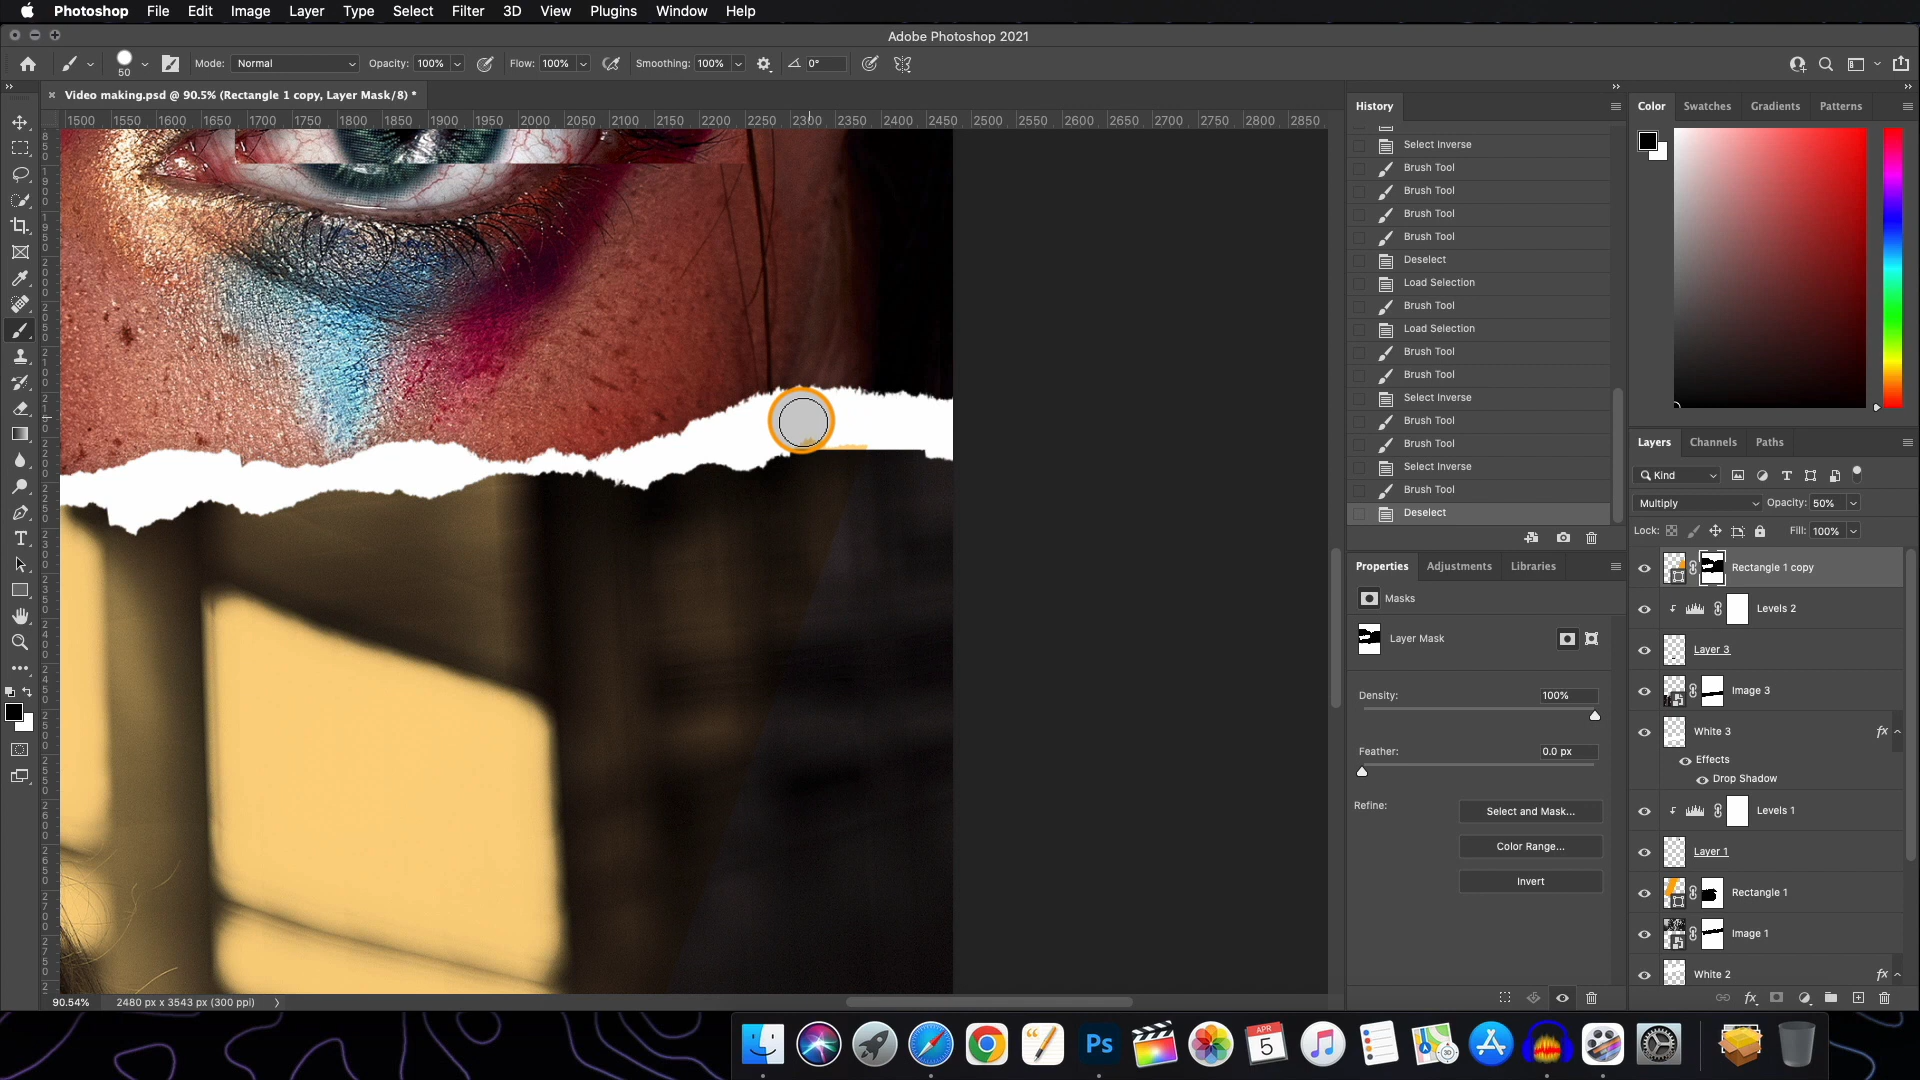 Photoshop File Edit Image Layer Type Select Filter 3D View Plugins Window Help
Adobe Photoshop 2021
50 Mode: Normal Opacity: 100% Flow: 100% Smoothing: 100% 0°
Video making.psd @ 90.5% (Rectangle 1 copy, Layer Mask/8) *
1500 1550 1600 1650 1700 1750 1800 1850 1900 1950 2000 2050 2100 2150 2200 2250 2300 2350 2400 2450 2500 2550 2600 2650 2700 2750 2800 2850
History
Select Inverse
Brush Tool
Brush Tool
Brush Tool
Brush Tool
Deselect
Load Selection
Brush Tool
Load Selection
Brush Tool
Brush Tool
Select Inverse
Brush Tool
Brush Tool
Select Inverse
Brush Tool
Deselect
Properties Adjustments Libraries
Masks
Layer Mask
Density: 100%
Feather: 0.0 px
Refine: Select and Mask...
Color Range...
Invert
Color Swatches Gradients Patterns
Layers Channels Paths
Kind
Multiply Opacity: 50%
Lock: Fill: 100%
Rectangle 1 copy
Levels 2
Layer 3
Image 3
White 3 fx
Effects
Drop Shadow
Levels 1
Layer 1
Rectangle 1
Image 1
White 2 fx
90.54% 2480 px x 3543 px (300 ppi)
Ps
APR
5
3D